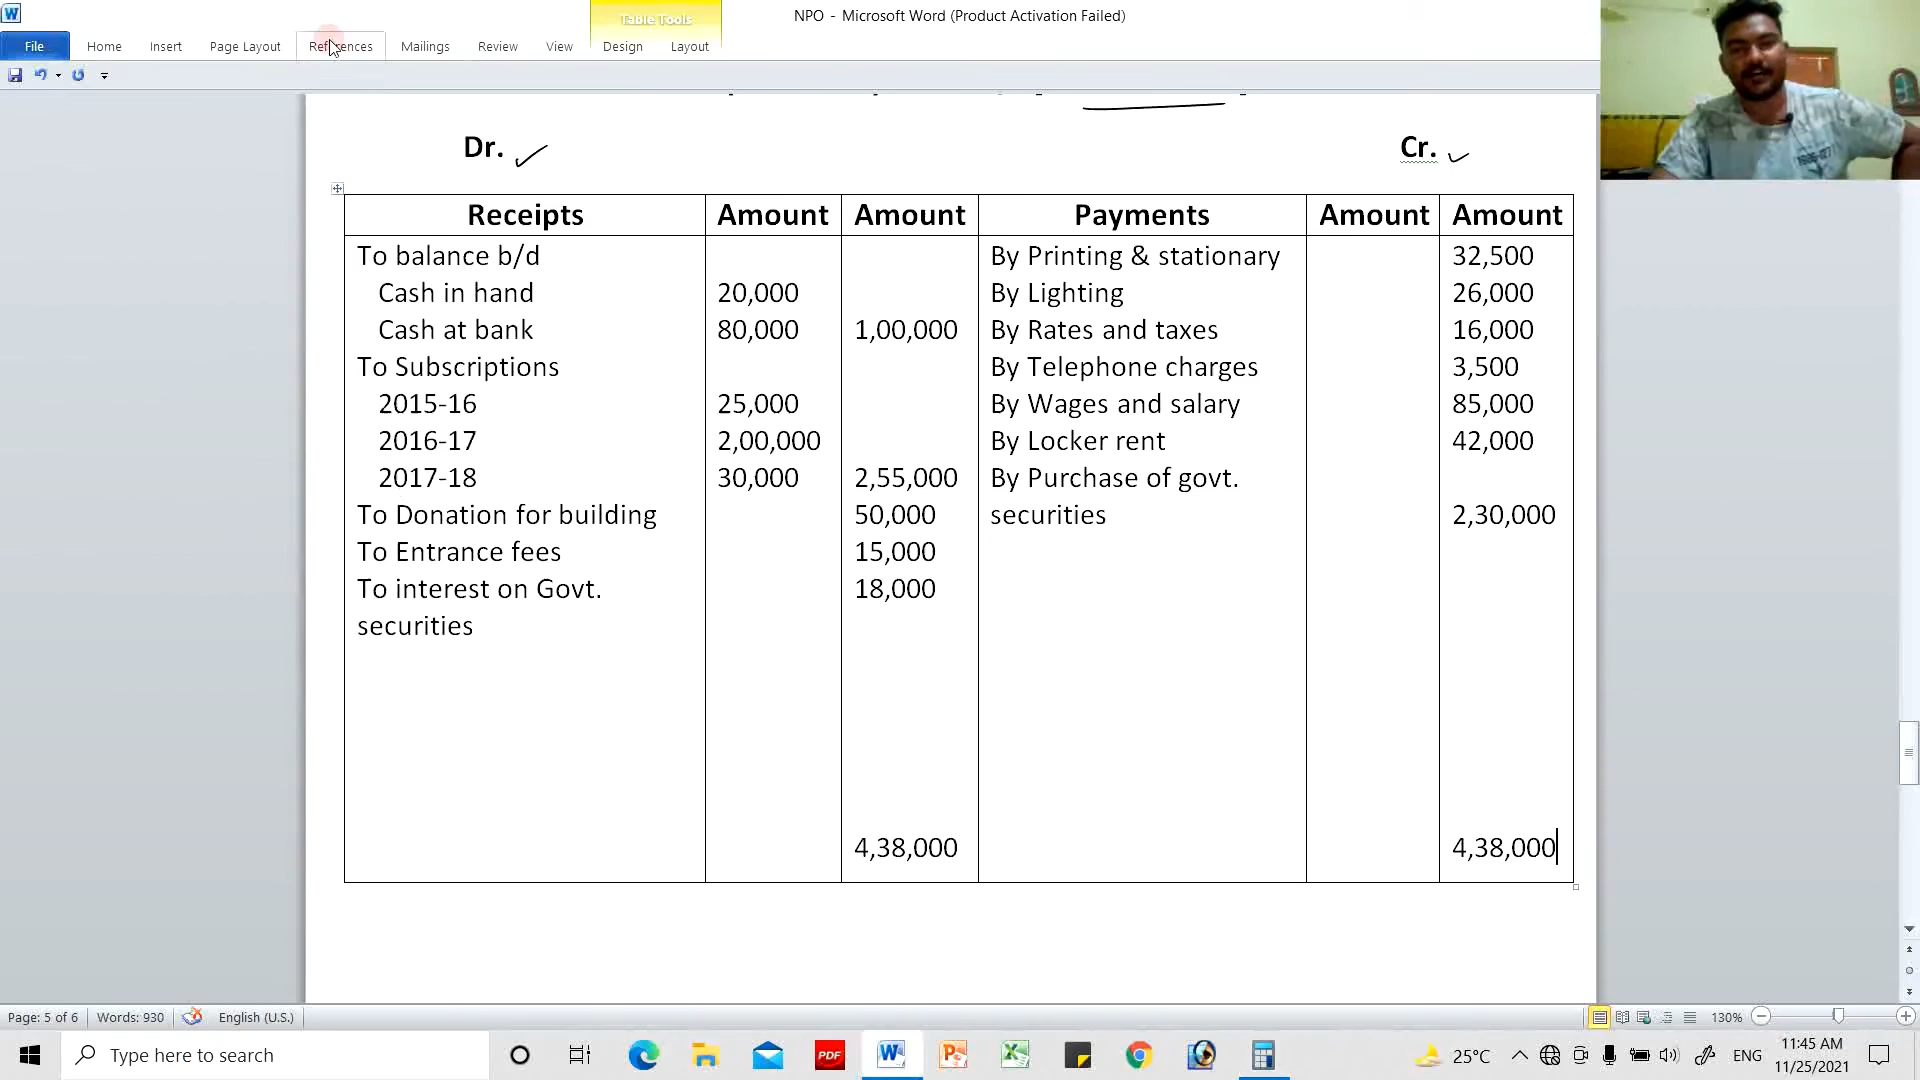 Table Tools
NPO - Microsoft Word (Product Activation Failed)
File Home Insert Page Layout References Mailings Review View Design Layout
Dr. Cr.
Receipts Amount Amount Payments Amount Amount
To balance b/d By Printing & stationary 32,500
Cash in hand 20,000 By Lighting 26,000
Cash at bank 80,000 1,00,000 By Rates and taxes 16,000
To Subscriptions By Telephone charges 3,500
2015-16 25,000 By Wages and salary 85,000
2016-17 2,00,000 By Locker rent 42,000
2017-18 30,000 2,55,000 By Purchase of govt.
To Donation for building 50,000 securities 2,30,000
To Entrance fees 15,000
To interest on Govt. 18,000
securities
4,38,000 4,38,000
Page: 5 of 6 Words: 930 English (U.S.) 130%
Type here to search PDF 25°C ENG 11:45 AM
11/25/2021